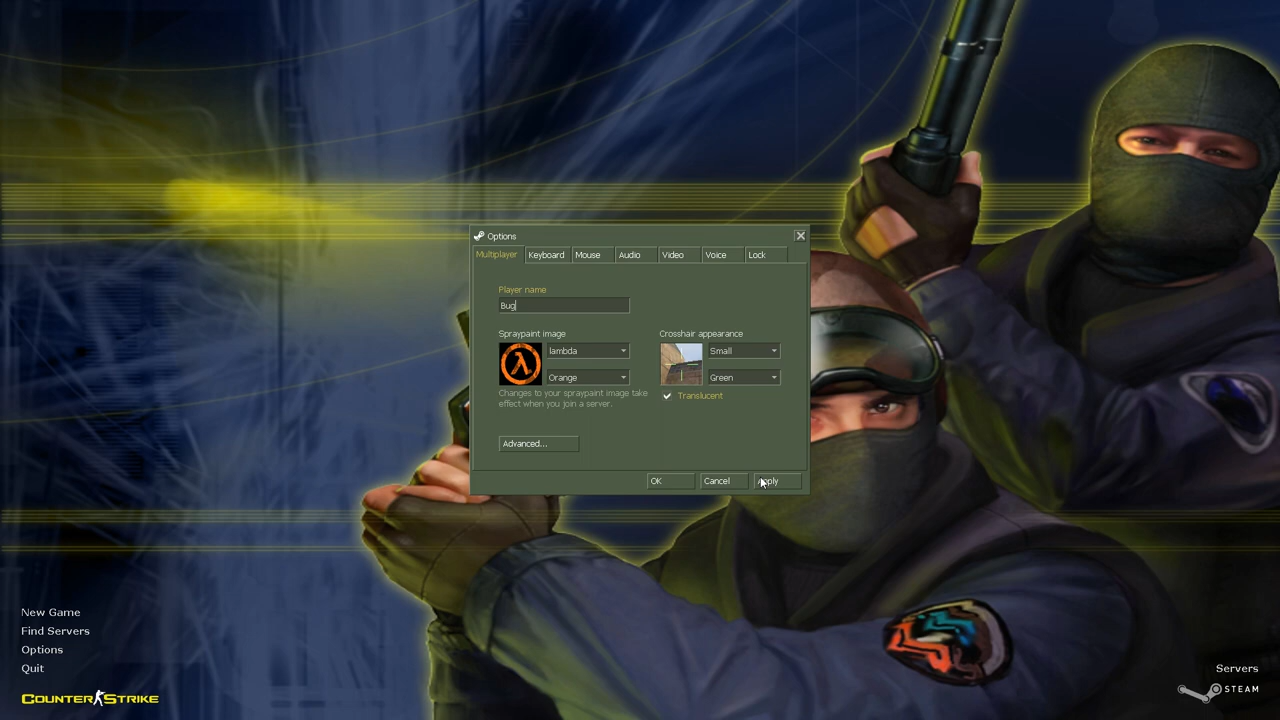 Options
Multiplayer Keyboard Mouse Audio Video Voice Lock
Player name
Bug
Spraypaint image
lambda
Orange
Changes to your spraypaint image take
effect when you join a server.
Crosshair appearance
Small
Green
Translucent
Advanced...
OK Cancel Apply
New Game
Find Servers
Options
Quit
COUNTER STRIKE
Servers
STEAM